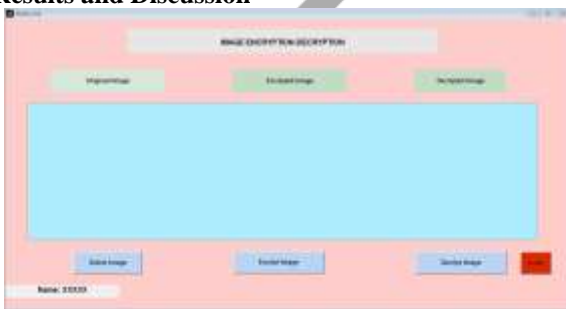 Results and Discussion
IMAGE ENCRYPTION DECRYPTION
Original Image
Encrypted Image
Decrypted Image
Select Image
Encrypt Image
Decrypt Image
Name: XXXXX